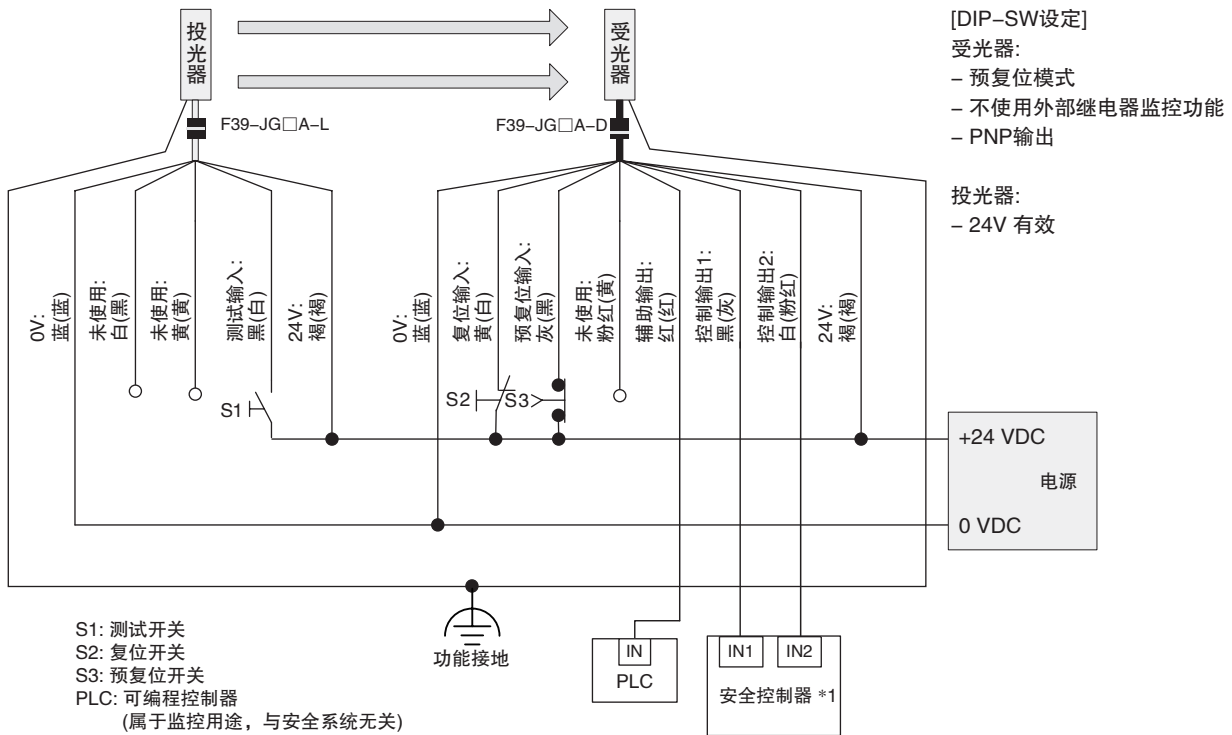 投光器
受光器
[DIP–SW设定]
受光器:
– 预复位模式
– 不使用外部继电器监控功能
– PNP输出
投光器:
– 24V 有效
F39–JG□A–L
F39–JG□A–D
0V:
蓝(蓝)
未使用:
白(黑)
未使用:
黄(黄)
测试输入:
黑(白)
24V:
褐(褐)
0V:
蓝(蓝)
复位输入:
黄(白)
预复位输入:
灰(黑)
未使用:
粉红(黄)
辅助输出:
红(红)
控制输出1:
黑(灰)
控制输出2:
白(粉红)
24V:
褐(褐)
S1
S2
S3
+24 VDC
电源
0 VDC
功能接地
S1: 测试开关
S2: 复位开关
S3: 预复位开关
PLC: 可编程控制器
(属于监控用途，与安全系统无关)
IN
PLC
IN1
IN2
安全控制器 *1